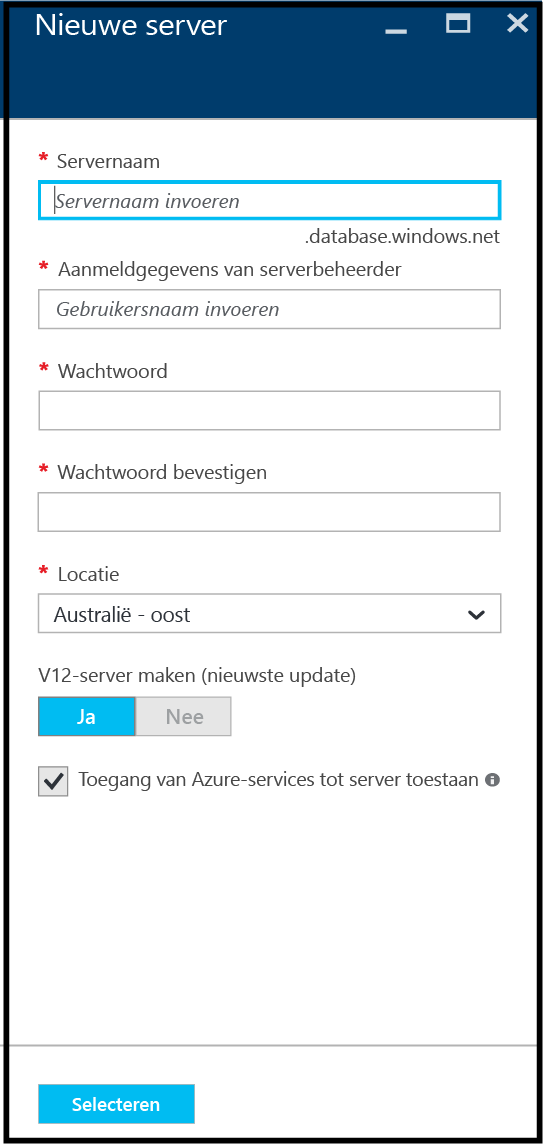 Nieuwe server
* Servernaam
Servernaam invoeren
.database.windows.net
* Aanmeldgegevens van serverbeheerder
Gebruikersnaam invoeren
* Wachtwoord
* Wachtwoord bevestigen
* Locatie
Australië - oost
V12-server maken (nieuwste update)
Ja Nee
Toegang van Azure-services tot server toestaan
Selecteren